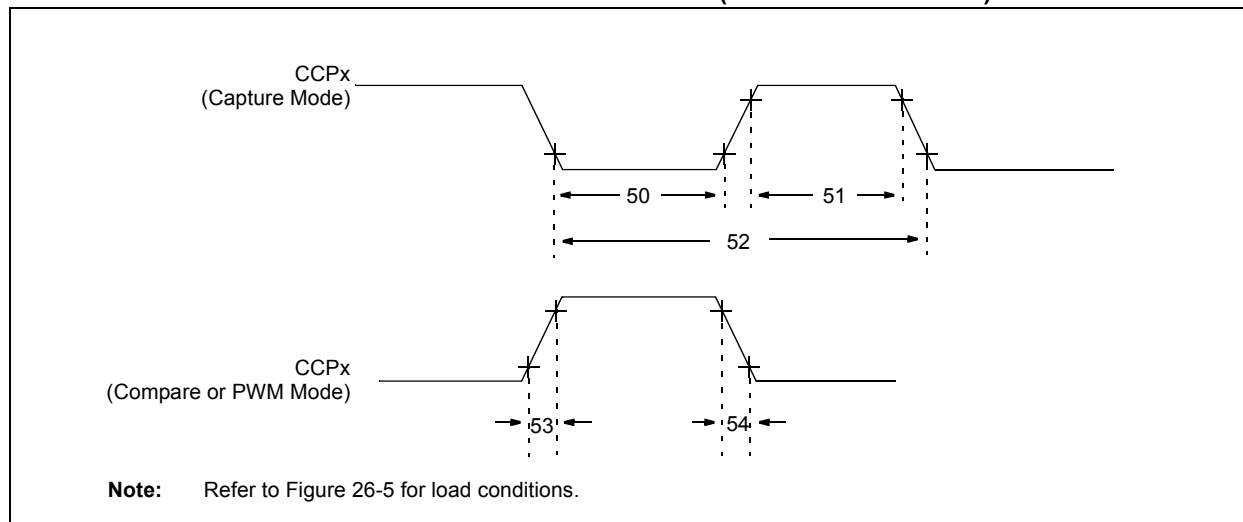 CCPx
(Capture Mode)
50
51
52
CCPx
(Compare or PWM Mode)
53
54
Note: Refer to Figure 26-5 for load conditions.